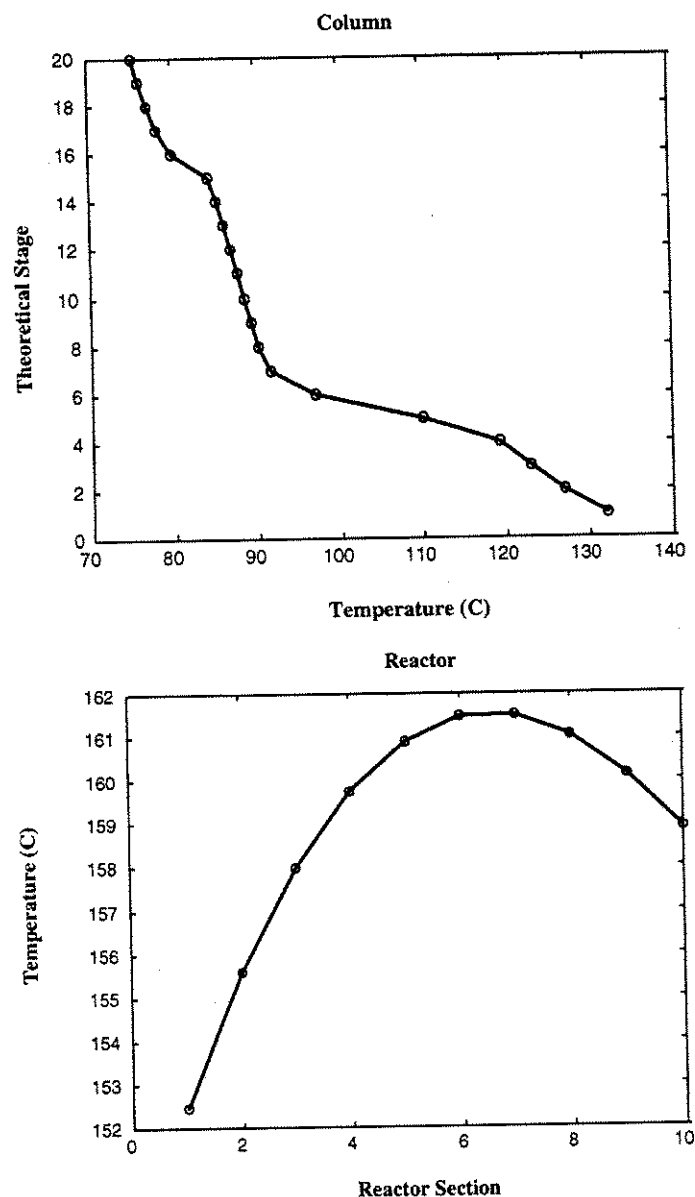 Column
20
18
16
14
12
10
8
6
4
2
0
Theoretical Stage
70 80 90 100 110 120 130 140
Temperature (C)
Reactor
162
161
160
159
158
157
156
155
154
153
152
Temperature (C)
0 2 4 6 8 10
Reactor Section